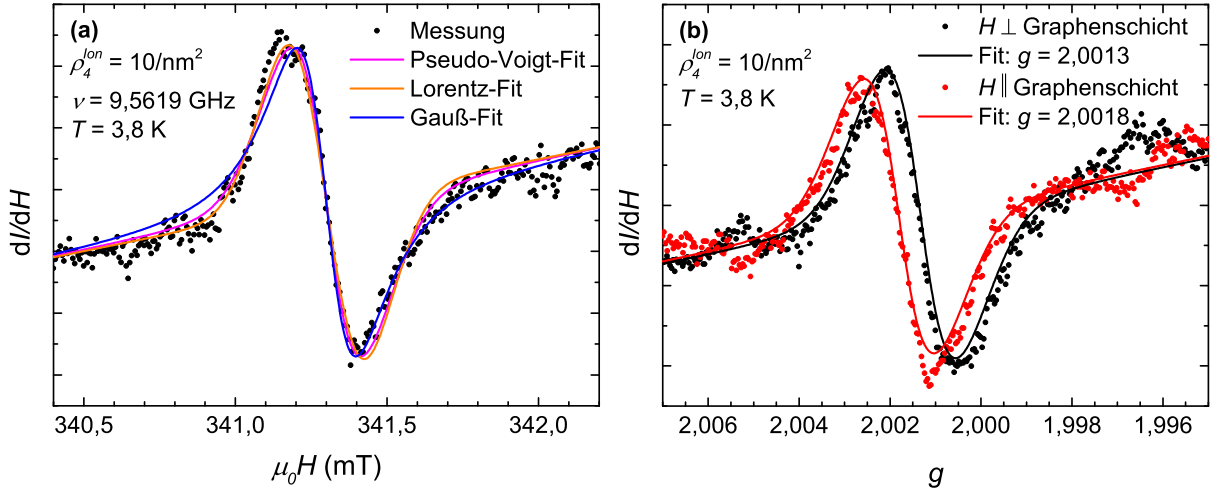 (a)
Messung
Pseudo-Voigt-Fit
Lorentz-Fit
Gauß-Fit
ρ₄ˡᵒⁿ = 10/nm²
ν = 9,5619 GHz
T = 3,8 K
dI/dH
340,5 341,0 341,5 342,0
μ₀H (mT)
(b)
H ⊥ Graphenschicht
Fit: g = 2,0013
H ∥ Graphenschicht
Fit: g = 2,0018
ρ₄ˡᵒⁿ = 10/nm²
T = 3,8 K
dI/dH
2,006 2,004 2,002 2,000 1,998 1,996
g